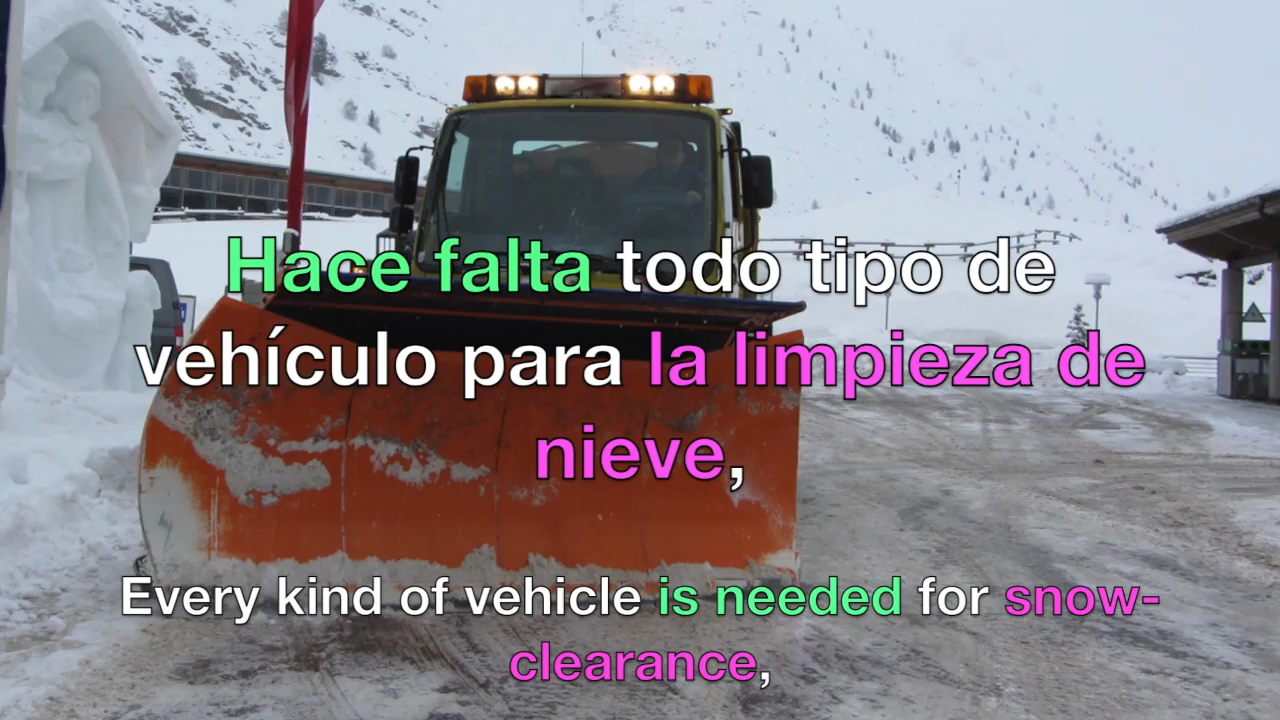 Hace falta todo tipo de
vehículo para la limpieza de
nieve,
Every kind of vehicle is needed for snow-
clearance,